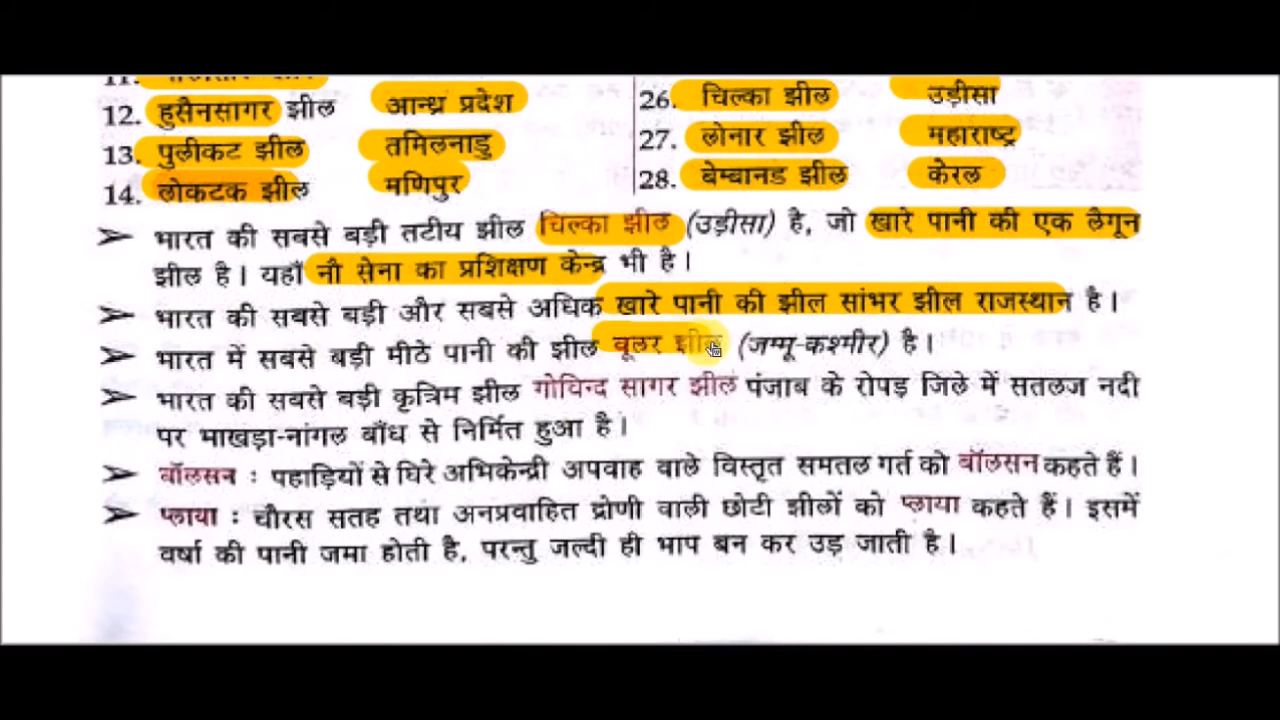 11.
12. हुसैनसागर झील आन्ध्र प्रदेश
13. पुलीकट झील तमिलनाडु
14. लोकटक झील मणिपुर
26. चिल्का झील उड़ीसा
27. लोनार झील महाराष्ट्र
28. बेम्बानड झील केरल
➤ भारत की सबसे बड़ी तटीय झील चिल्का झील (उड़ीसा) है, जो खारे पानी की एक लैगून
झील है। यहाँ नौ सेना का प्रशिक्षण केन्द्र भी है।
➤ भारत की सबसे बड़ी और सबसे अधिक खारे पानी की झील सांभर झील राजस्थान है।
➤ भारत में सबसे बड़ी मीठे पानी की झील वूलर झील (जम्मू-कश्मीर) है।
➤ भारत की सबसे बड़ी कृत्रिम झील गोविन्द सागर झील पंजाब के रोपड़ जिले में सतलज नदी
पर भाखड़ा-नांगल बाँध से निर्मित हुआ है।
➤ बॉलसन : पहाड़ियों से घिरे अभिकेन्द्री अपवाह वाले विस्तृत समतल गर्त को बॉलसन कहते हैं।
➤ प्लाया : चौरस सतह तथा अनप्रवाहित द्रोणी वाली छोटी झीलों को प्लाया कहते हैं। इसमें
वर्षा की पानी जमा होती है, परन्तु जल्दी ही भाप बन कर उड़ जाती है।